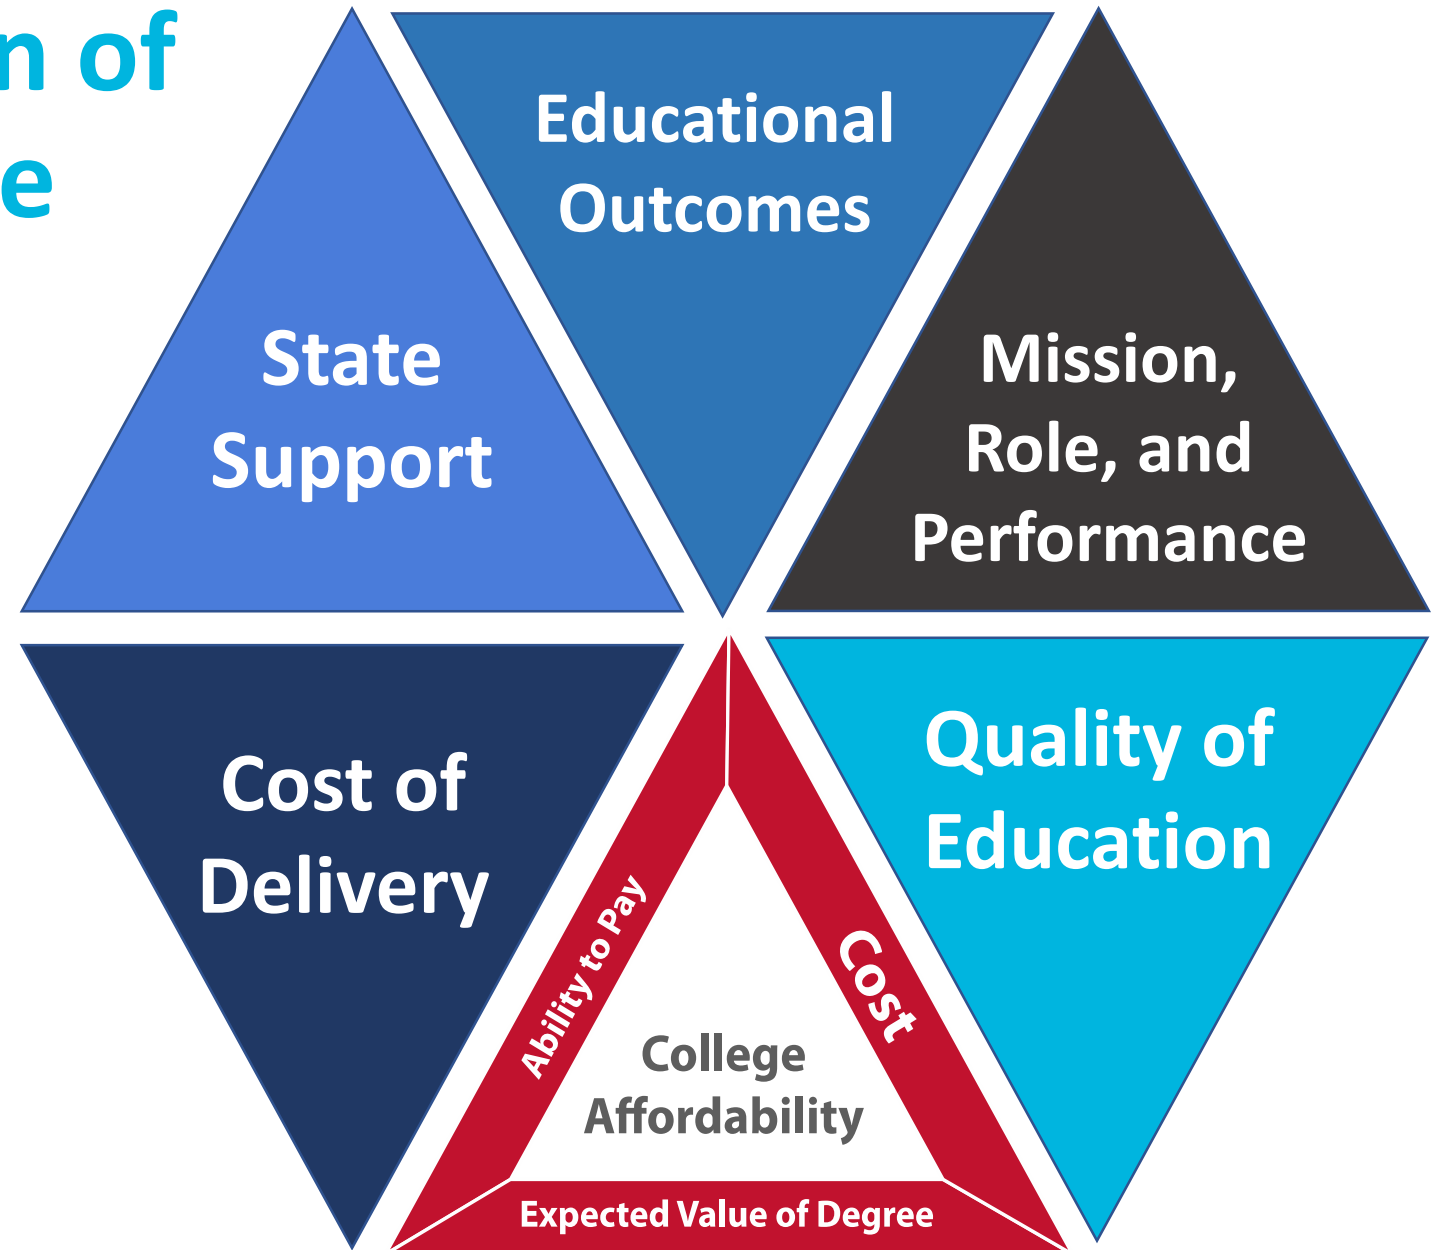 n of
e
Educational
Outcomes
State
Support
Mission,
Role, and
Performance
Cost of
Delivery
Quality of
Education
Ability to Pay
Cost
College
Affordability
Expected Value of Degree